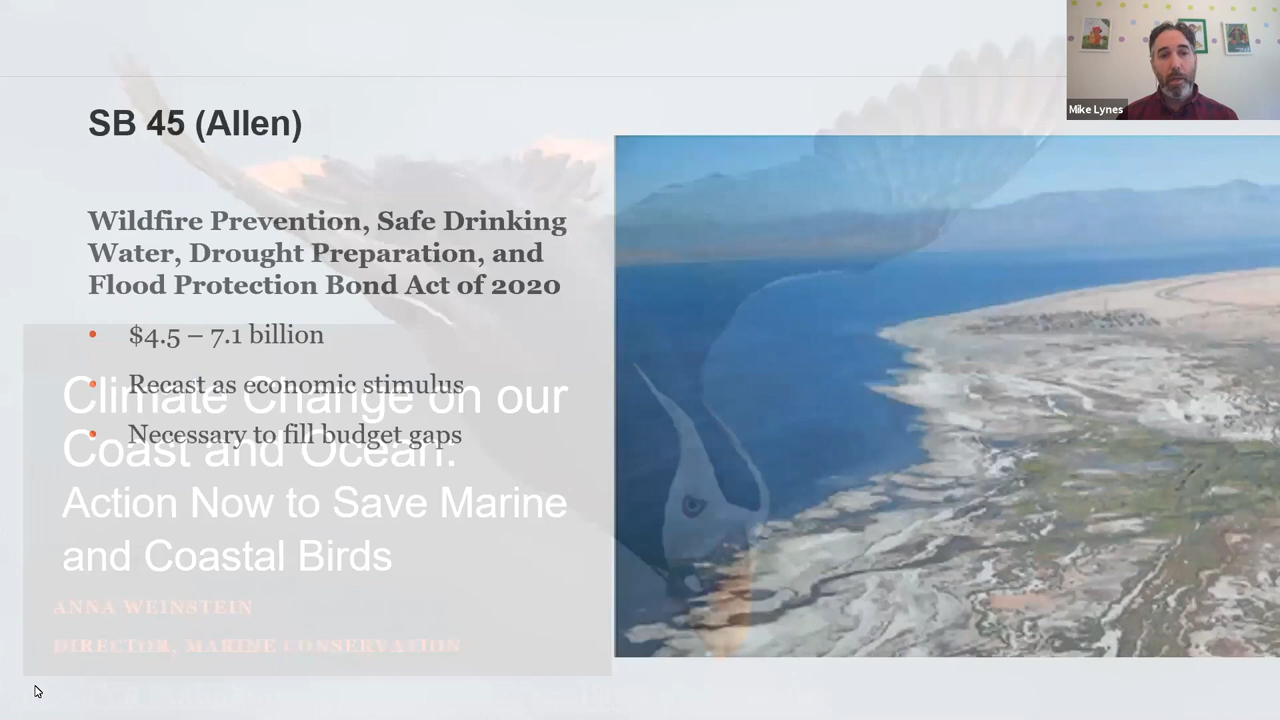 Mike Lynes
SB 45 (Allen)
Wildfire Prevention, Safe Drinking
Water, Drought Preparation, and
Flood Protection Bond Act of 2020
• $4.5 – 7.1 billion
• Recast as economic stimulus
• Necessary to fill budget gaps
Climate Change on our
Coast and Ocean:
Action Now to Save Marine
and Coastal Birds
ANNA WEINSTEIN
DIRECTOR, MARINE CONSERVATION